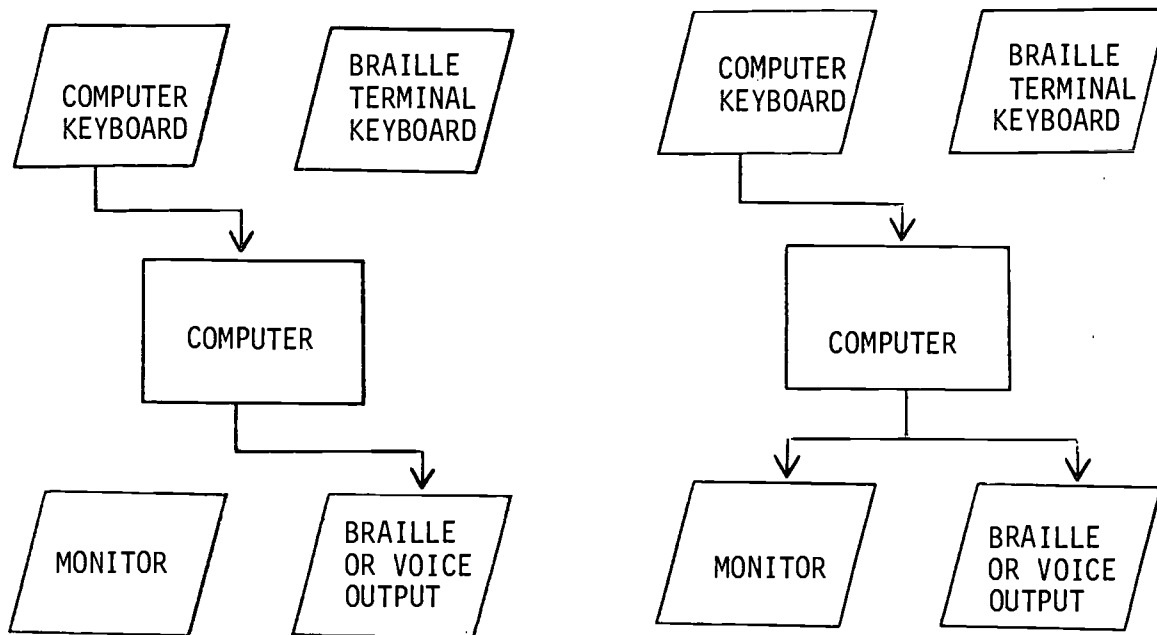 COMPUTER
KEYBOARD
BRAILLE
TERMINAL
KEYBOARD
COMPUTER
MONITOR
BRAILLE
OR VOICE
OUTPUT
COMPUTER
KEYBOARD
BRAILLE
TERMINAL
KEYBOARD
COMPUTER
MONITOR
BRAILLE
OR VOICE
OUTPUT